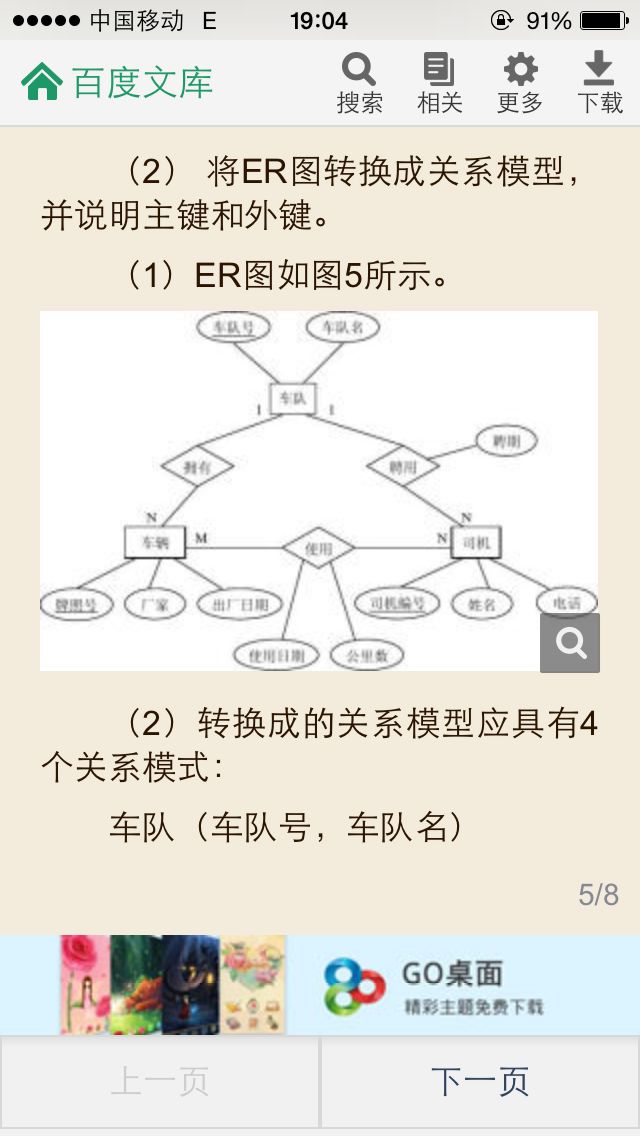 中国移动 E 19:04 91%
百度文库 搜索 相关 更多 下载
（2） 将ER图转换成关系模型，
并说明主键和外键。
（1）ER图如图5所示。
车队号 车队名
车队
1 1
聘期
拥有 聘用
N N
车辆 M 使用 N 司机
牌照号 厂家 出厂日期 司机编号 姓名 电话
使用日期 公里数
（2）转换成的关系模型应具有4
个关系模式：
车队（车队号，车队名）
5/8
GO桌面
精彩主题免费下载
上一页 下一页